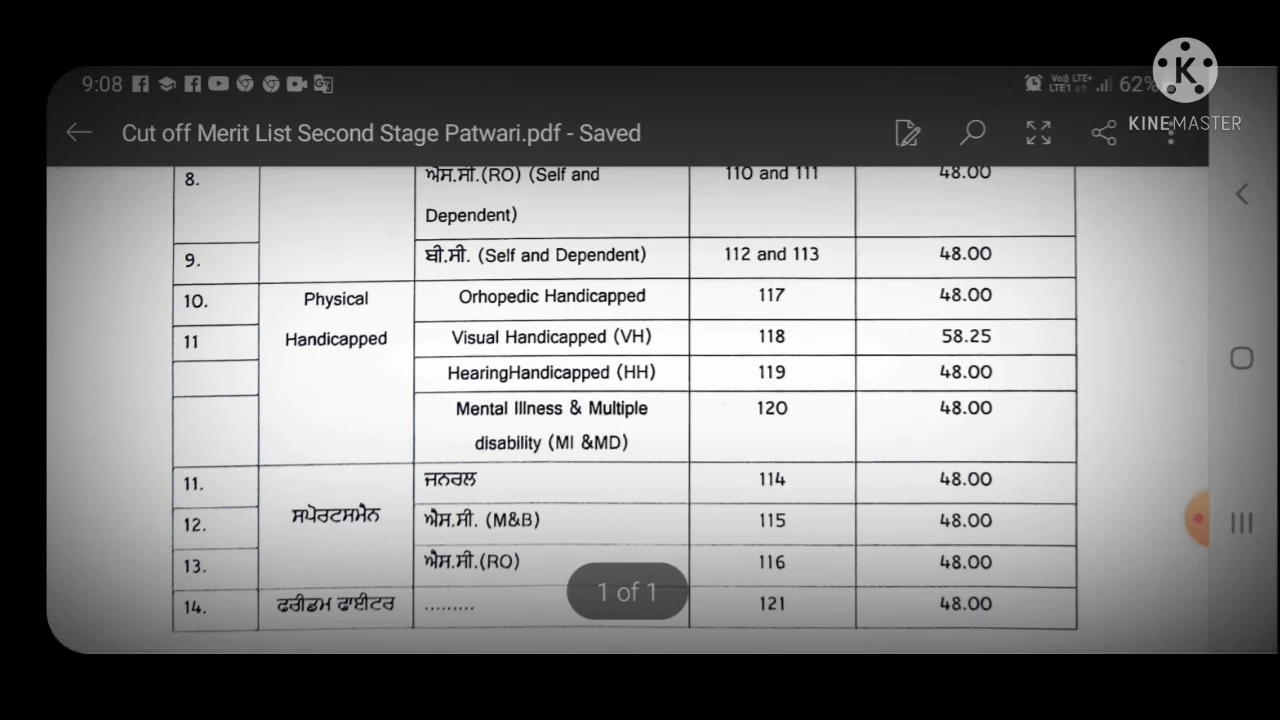 9:08
Vo)) LTE+
LTE1
62%
KINEMASTER
Cut off Merit List Second Stage Patwari.pdf - Saved
8. ਐਸ.ਸੀ.(RO) (Self and 110 and 111 48.00
Dependent)
9. ਬੀ.ਸੀ. (Self and Dependent) 112 and 113 48.00
10. Physical Orhopedic Handicapped 117 48.00
11 Handicapped Visual Handicapped (VH) 118 58.25
HearingHandicapped (HH) 119 48.00
Mental Illness & Multiple 120 48.00
disability (MI &MD)
11. ਜਨਰਲ 114 48.00
ਸਪੋਰਟਸਮੈਨ
12. ਐਸ.ਸੀ. (M&B) 115 48.00
13. ਐਸ.ਸੀ.(RO) 116 48.00
1 of 1
14. ਫਰੀਡਮ ਫਾਈਟਰ ......... 121 48.00